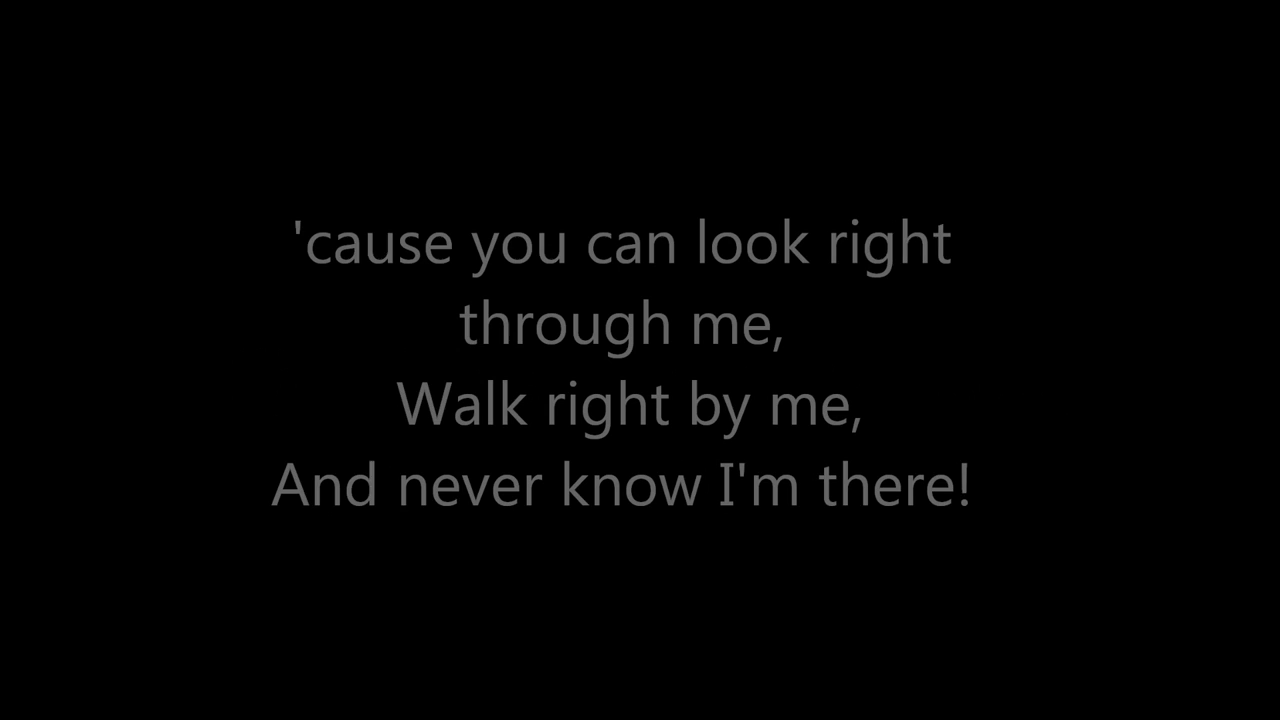 'cause you can look right
through me,
Walk right by me,
And never know I'm there!